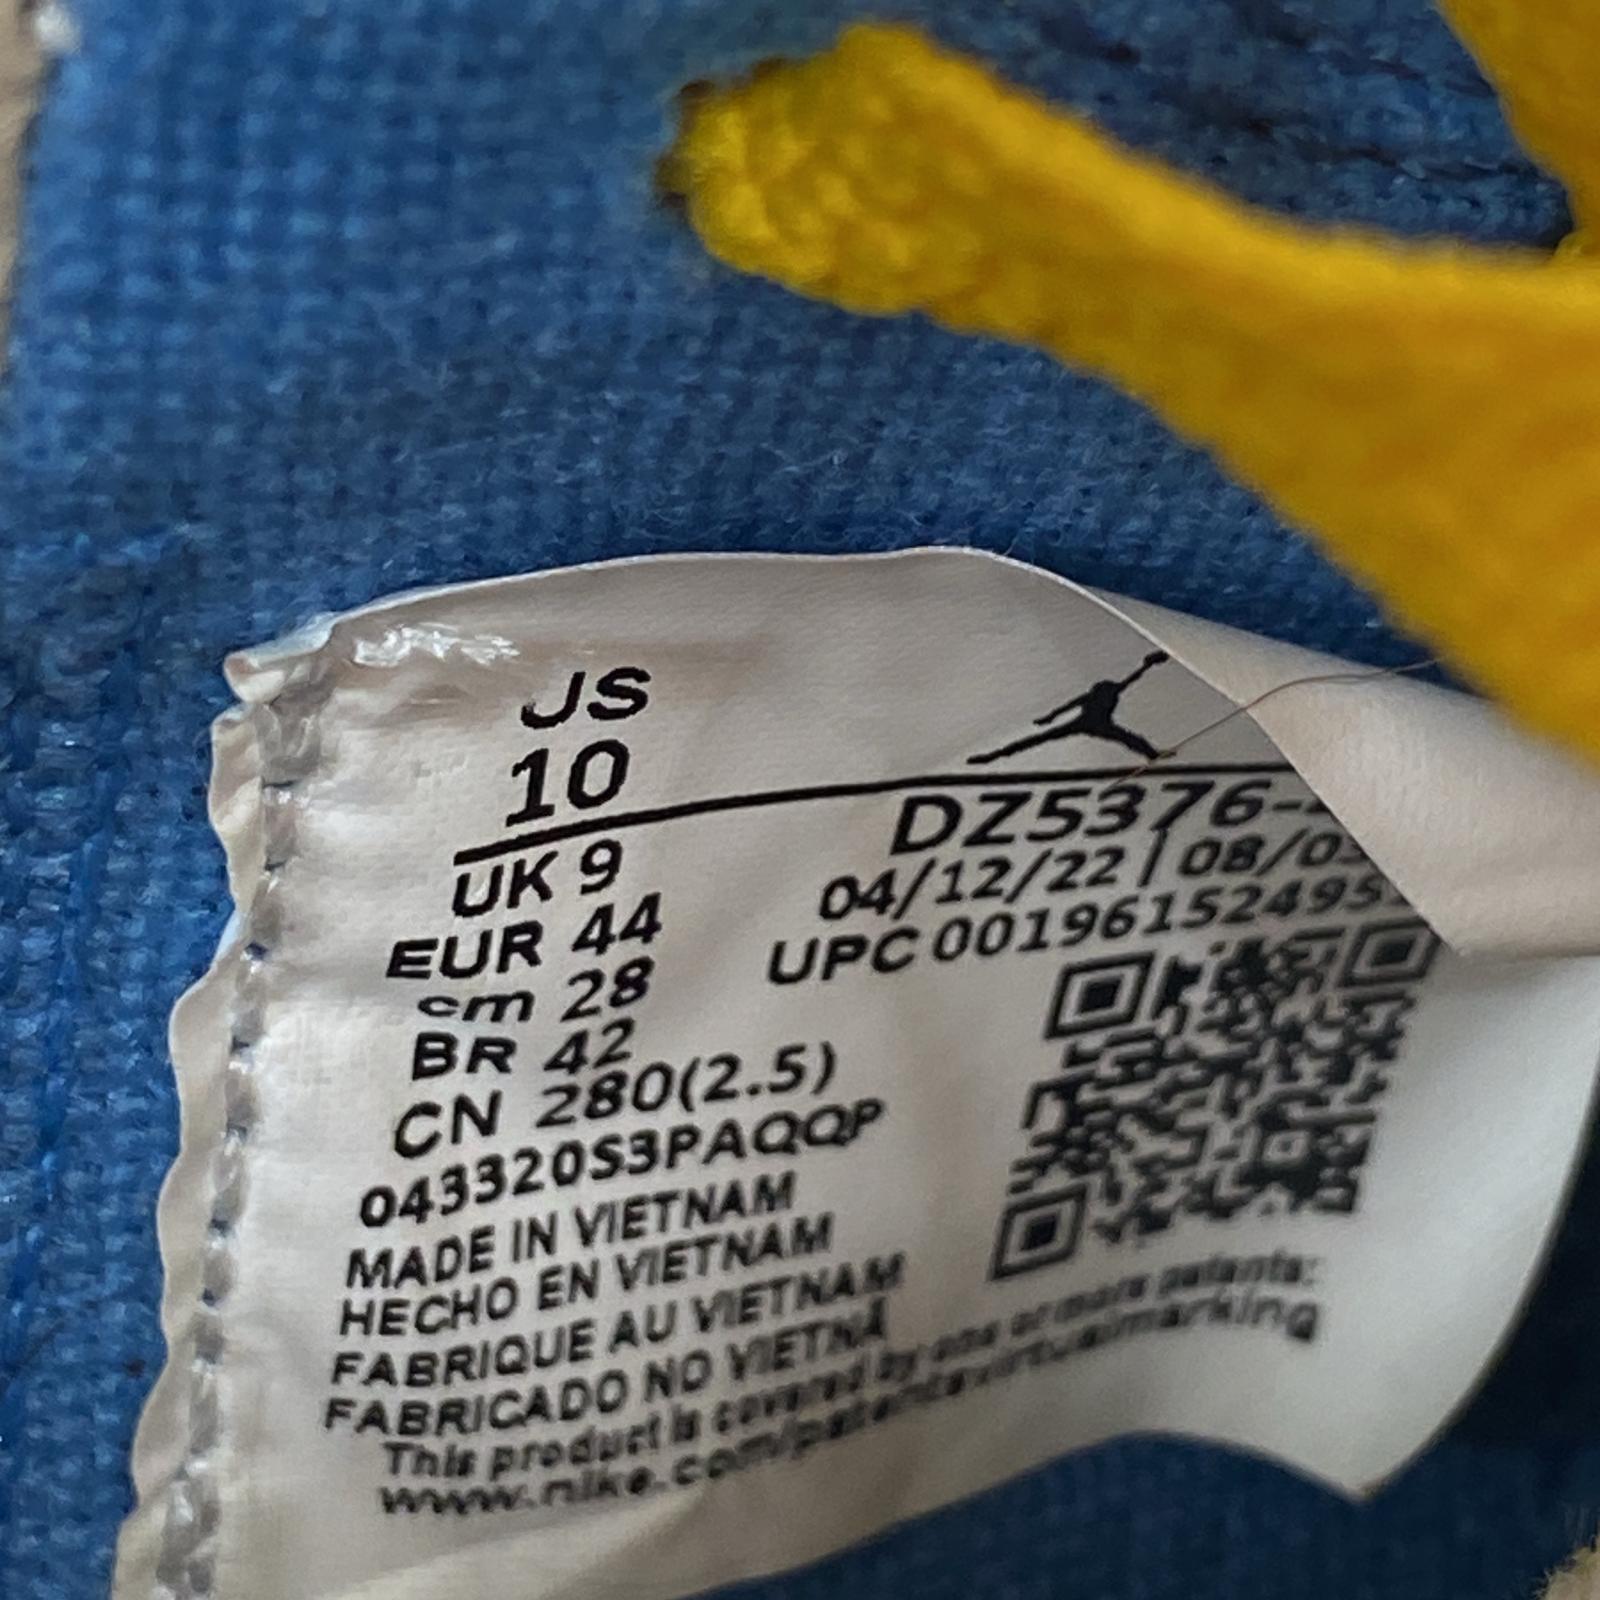 US
10
UK 9
EUR 44
cm 28
BR 42
CN 280(2.5)
043320S3PAQQP
MADE IN VIETNAM
HECHO EN VIETNAM
FABRIQUE AU VIETNAM
FABRICADO NO VIETNÃ
This product is covered by one or more patents:
www.nike.com/patentsvirtualmarking
DZ5376-
04/12/22 | 08/03
UPC 00196152495